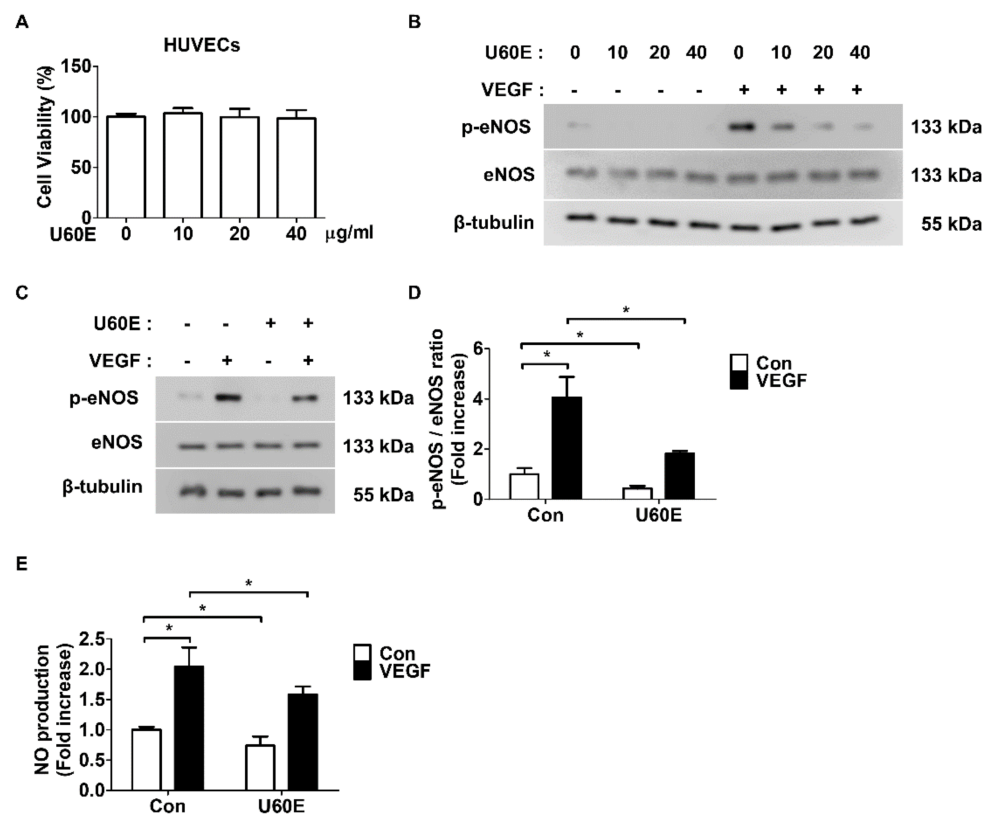 A
HUVECs
Cell Viability (%)
150
100
50
0
U60E 0 10 20 40 μg/ml
B
U60E : 0 10 20 40 0 10 20 40
VEGF : - - - - + + + +
p-eNOS 133 kDa
eNOS 133 kDa
β-tubulin 55 kDa
C
U60E : - - + +
VEGF : - + - +
p-eNOS 133 kDa
eNOS 133 kDa
β-tubulin 55 kDa
D
p-eNOS / eNOS ratio
(Fold increase)
6
4
2
0
* * *
Con U60E
Con
VEGF
E
NO production
(Fold increase)
2.5
2.0
1.5
1.0
0.5
0.0
* * *
Con U60E
Con
VEGF